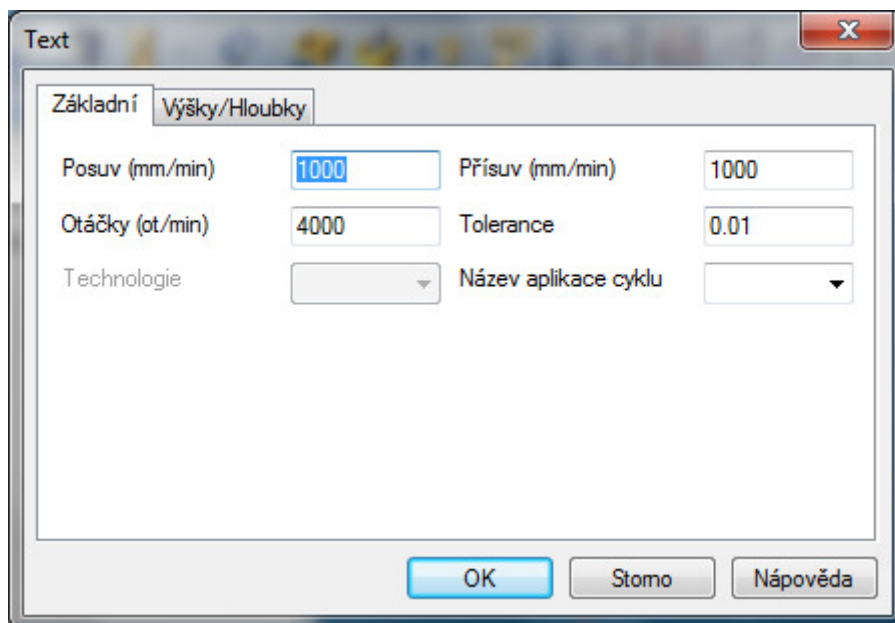 Text
Základní Výšky/Hloubky
Posuv (mm/min) 1000 Přísuv (mm/min) 1000
Otáčky (ot/min) 4000 Tolerance 0.01
Technologie Název aplikace cyklu
OK Storno Nápověda